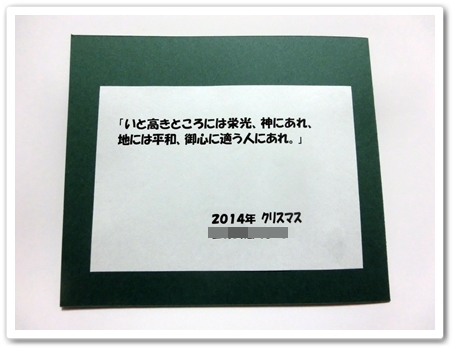 「いと高きところには栄光、神にあれ、
地には平和、御心に適う人にあれ。」
2014年 クリスマス